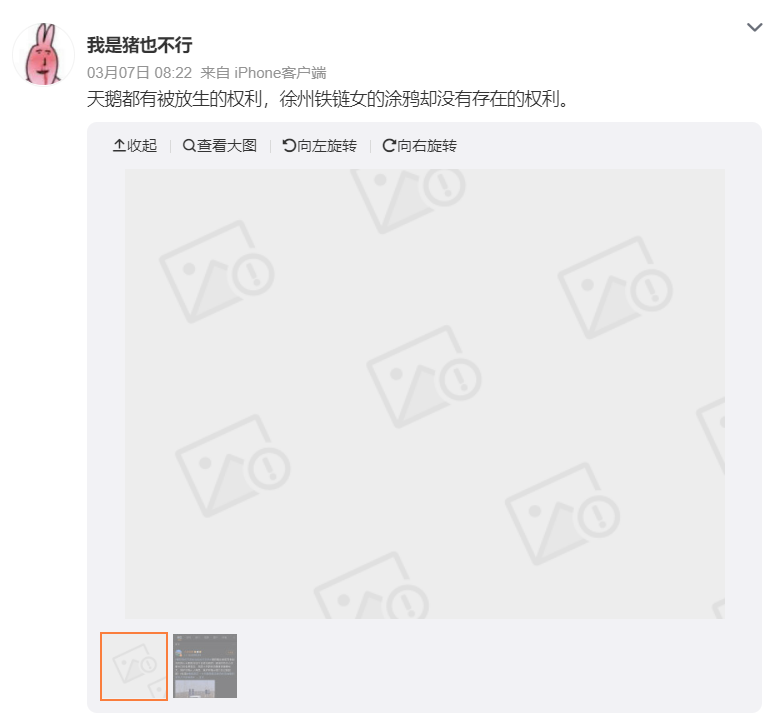 我是猪也不行
03月07日 08:22 来自 iPhone客户端
天鹅都有被放生的权利，徐州铁链女的涂鸦却没有存在的权利。
收起 查看大图 向左旋转 向右旋转